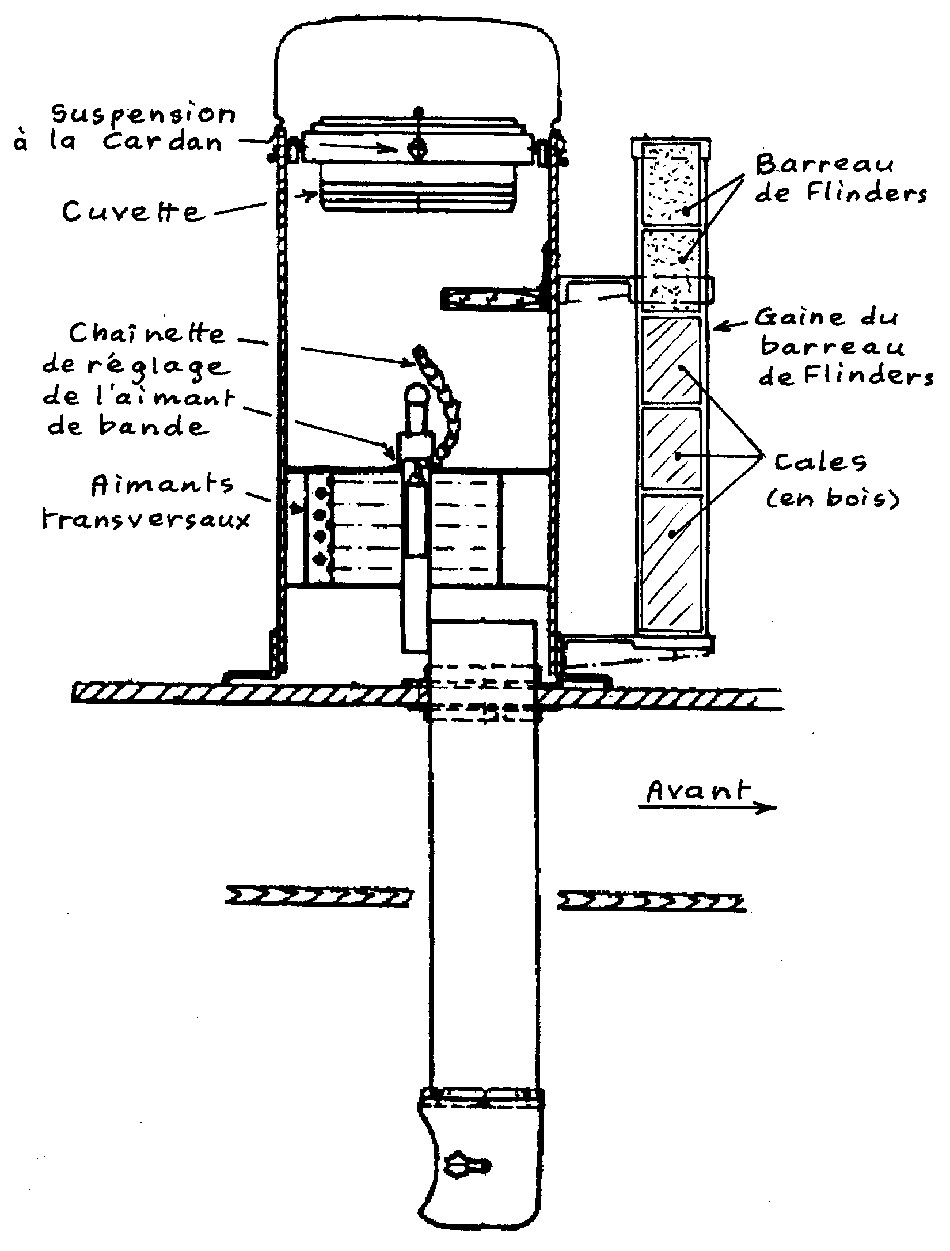 Suspension
à la Cardan
Cuvette
Chaînette
de réglage
de l'aimant
de bande
Aimants
transversaux
Barreau
de Flinders
Gaine du
barreau
de Flinders
Cales
(en bois)
Avant